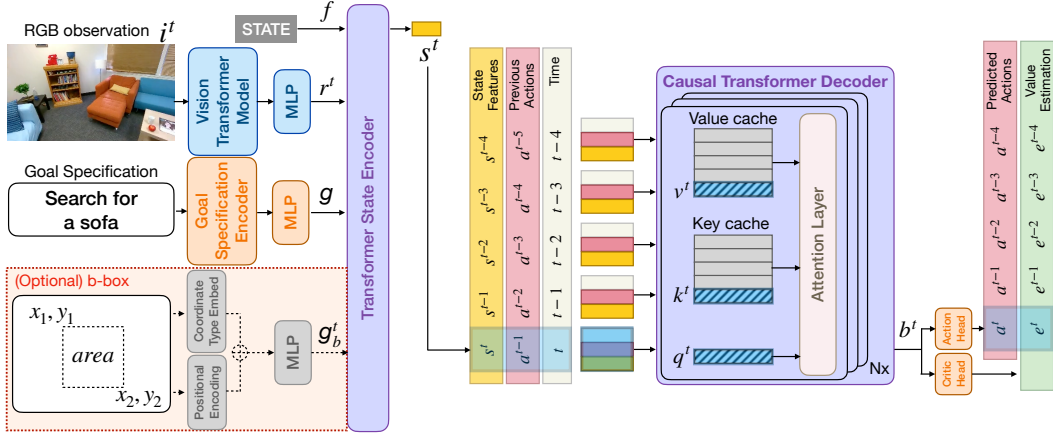 RGB observation i^t
STATE
f
Vision
Transformer
Model
MLP
r^t
Goal Specification
Search for
a sofa
Goal
Specification
Encoder
MLP
g
(Optional) b-box
x_1, y_1
area
x_2, y_2
Coordinate
Type Embed
Positional
Encoding
MLP
g_b^t
Transformer State Encoder
s^t
State
Features
s^{t-4}
s^{t-3}
s^{t-2}
s^{t-1}
s^t
Previous
Actions
a^{t-5}
a^{t-4}
a^{t-3}
a^{t-2}
a^{t-1}
Time
t-4
t-3
t-2
t-1
t
Causal Transformer Decoder
Value cache
v^t
Key cache
k^t
q^t
Attention Layer
Nx
b^t
Action
Head
Critic
Head
Predicted
Actions
a^{t-4}
a^{t-3}
a^{t-2}
a^{t-1}
a^t
Value
Estimation
e^{t-4}
e^{t-3}
e^{t-2}
e^{t-1}
e^t